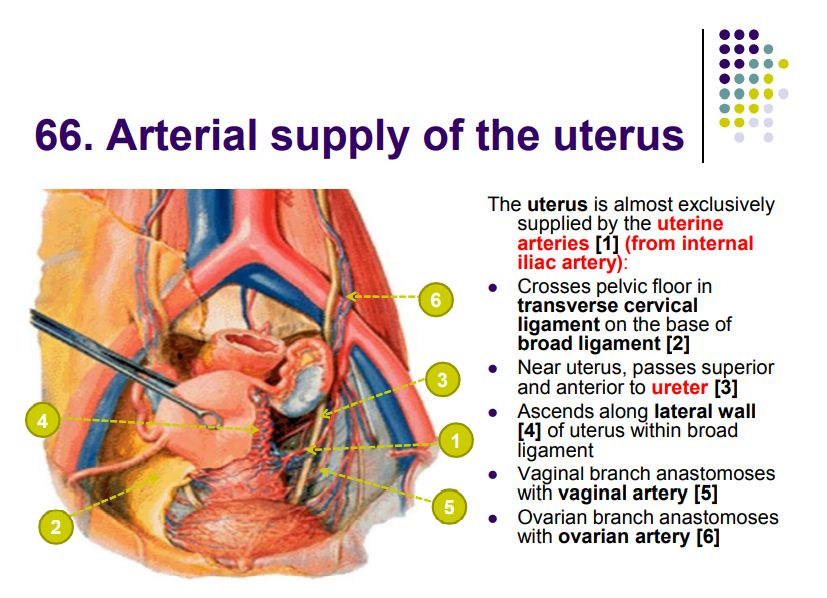 66. Arterial supply of the uterus
The uterus is almost exclusively
supplied by the uterine
arteries [1] (from internal
iliac artery):
● Crosses pelvic floor in
transverse cervical
ligament on the base of
broad ligament [2]
● Near uterus, passes superior
and anterior to ureter [3]
● Ascends along lateral wall
[4] of uterus within broad
ligament
● Vaginal branch anastomoses
with vaginal artery [5]
● Ovarian branch anastomoses
with ovarian artery [6]
6
3
4
1
5
2